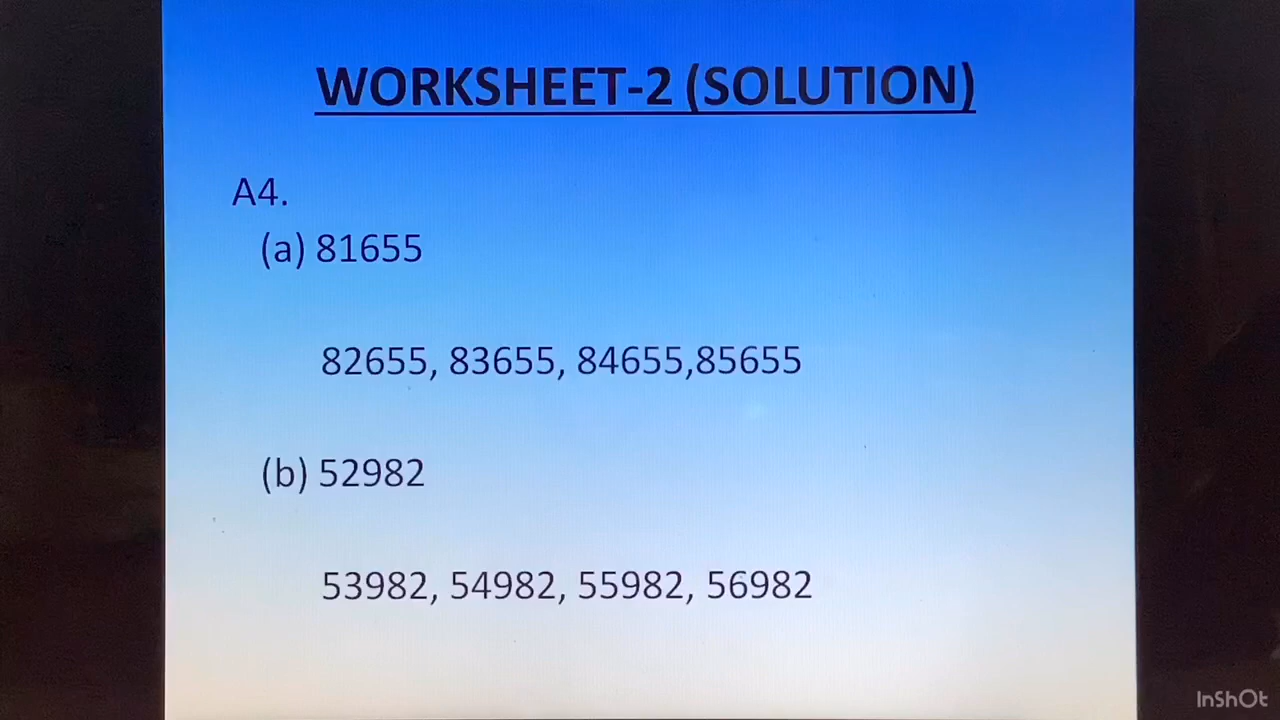 WORKSHEET-2 (SOLUTION)
A4.
(a) 81655
82655, 83655, 84655,85655
(b) 52982
53982, 54982, 55982, 56982
InShOt